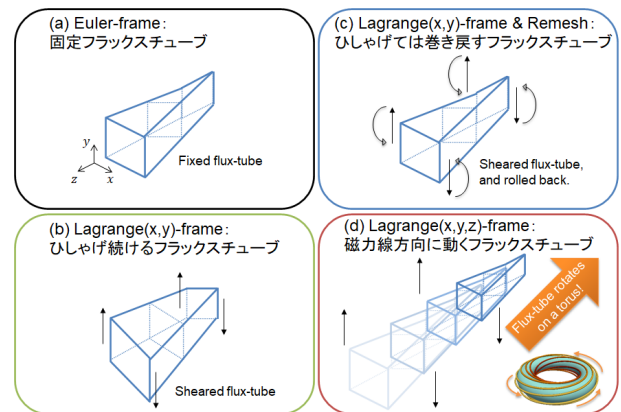 (a) Euler-frame:
固定フラックスチューブ
y
z
x
Fixed flux-tube
(c) Lagrange(x,y)-frame & Remesh:
ひしゃげては巻き戻すフラックスチューブ
Sheared flux-tube,
and rolled back.
(b) Lagrange(x,y)-frame:
ひしゃげ続けるフラックスチューブ
Sheared flux-tube
(d) Lagrange(x,y,z)-frame:
磁力線方向に動くフラックスチューブ
Flux-tube rotates
on a torus!